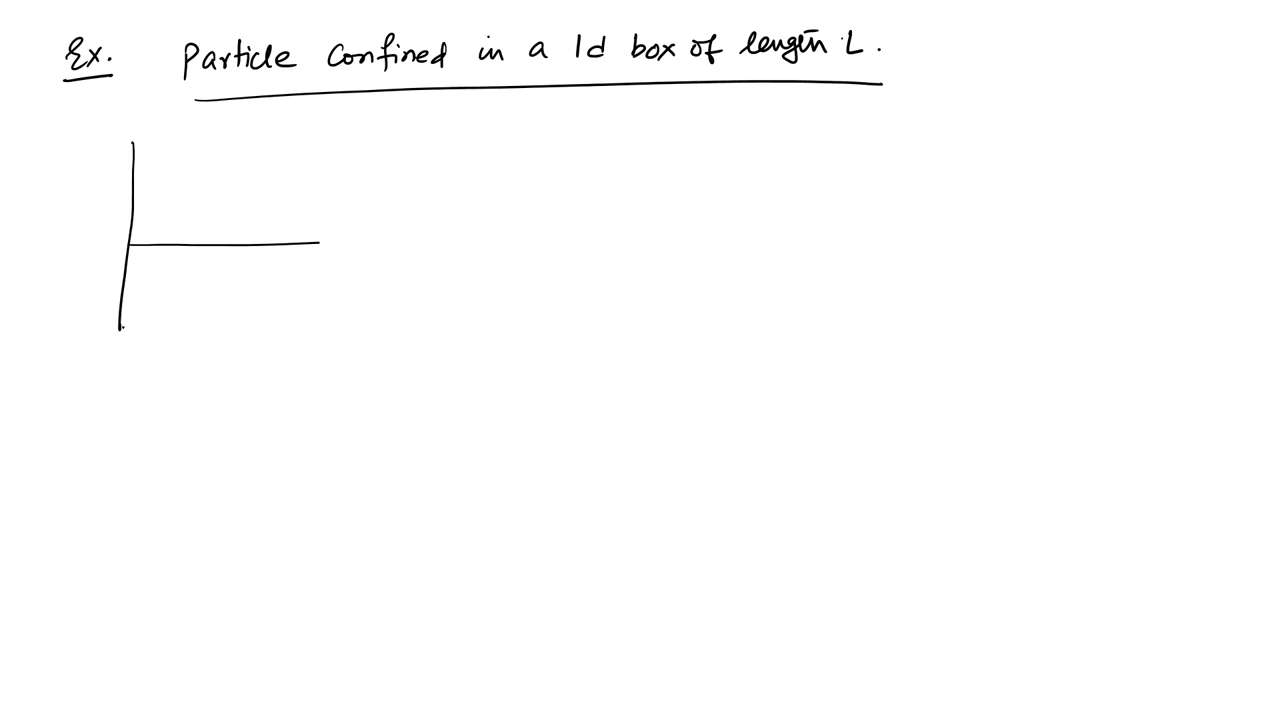 Ex. Particle confined in a 1d box of length L.